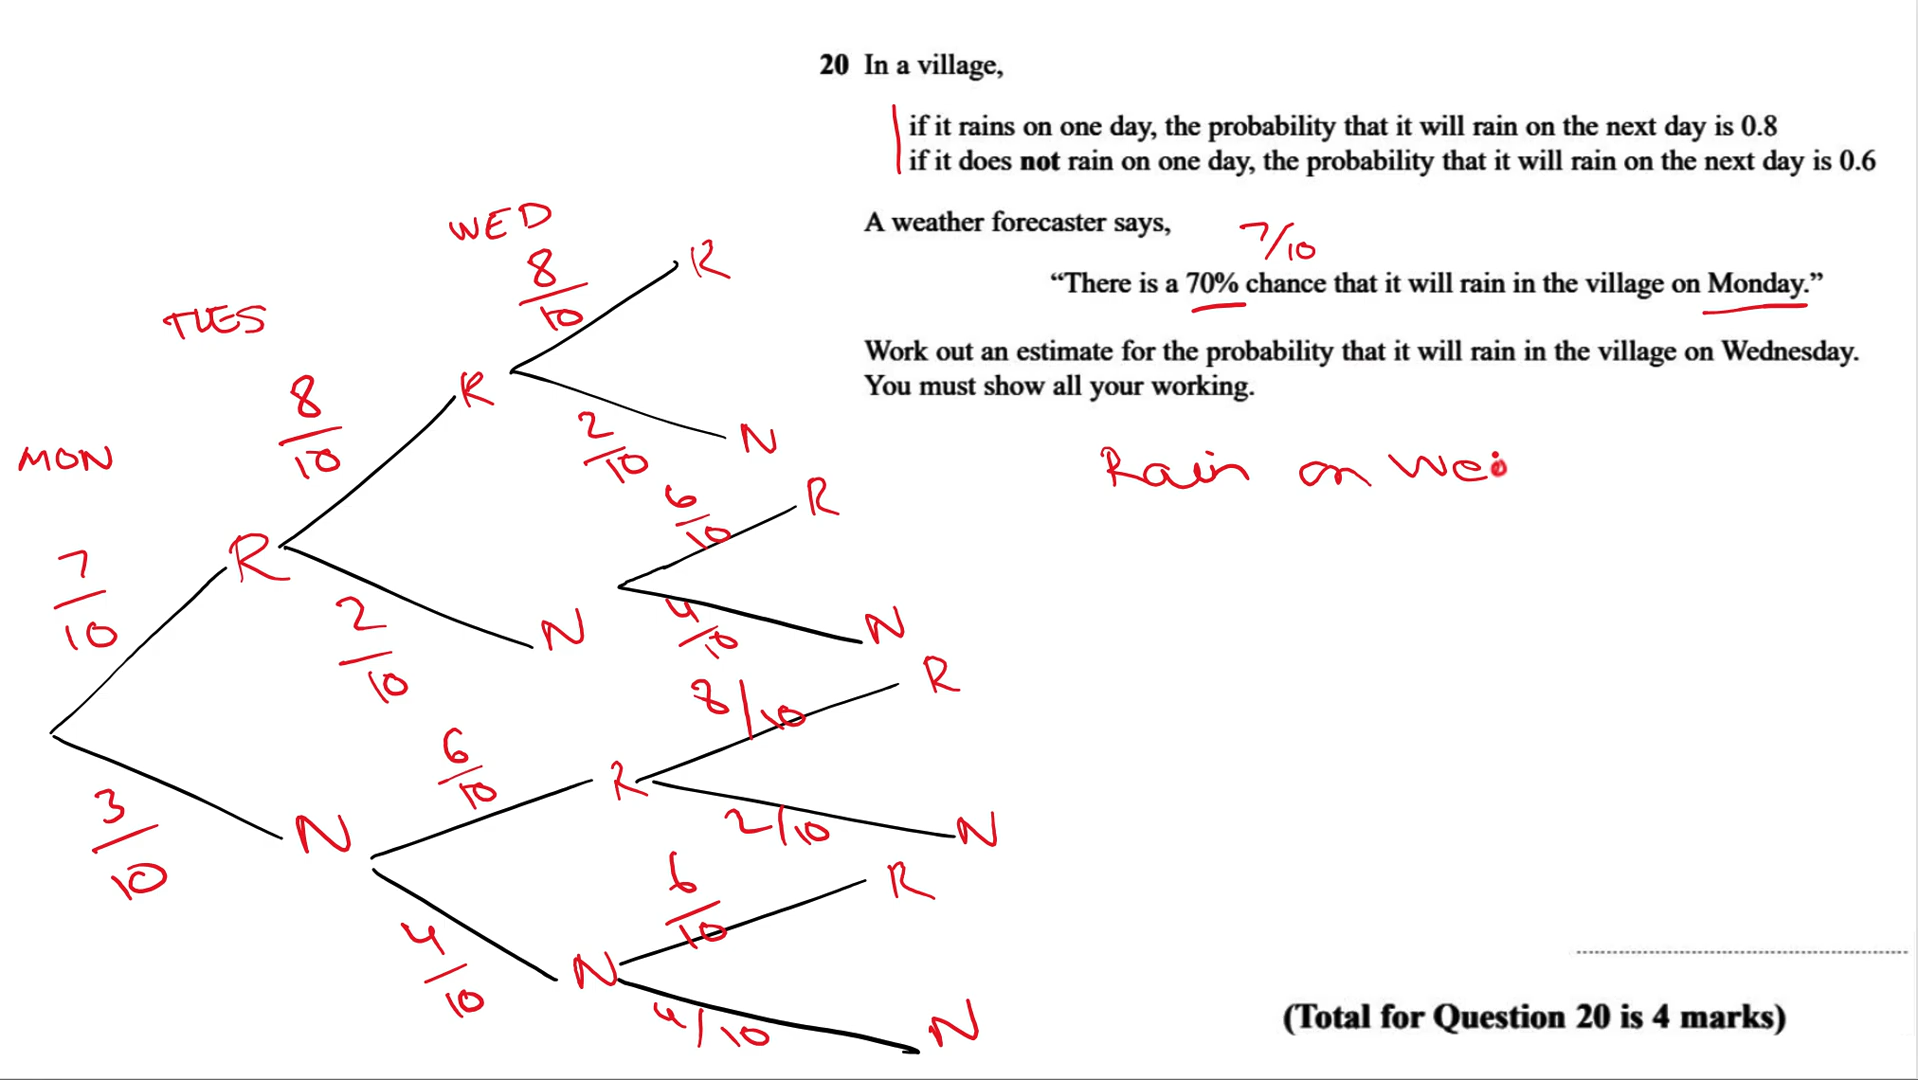 20 In a village,
if it rains on one day, the probability that it will rain on the next day is 0.8
if it does not rain on one day, the probability that it will rain on the next day is 0.6
A weather forecaster says,
7/10
“There is a 70% chance that it will rain in the village on Monday.”
Work out an estimate for the probability that it will rain in the village on Wednesday.
You must show all your working.
Rain on We
MON
TUES
WED
7/10
R
3/10
N
8/10
R
2/10
N
6/10
R
4/10
N
8/10
R
2/10
N
6/10
R
4/10
N
8/10
R
2/10
N
6/10
R
4/10
N
(Total for Question 20 is 4 marks)